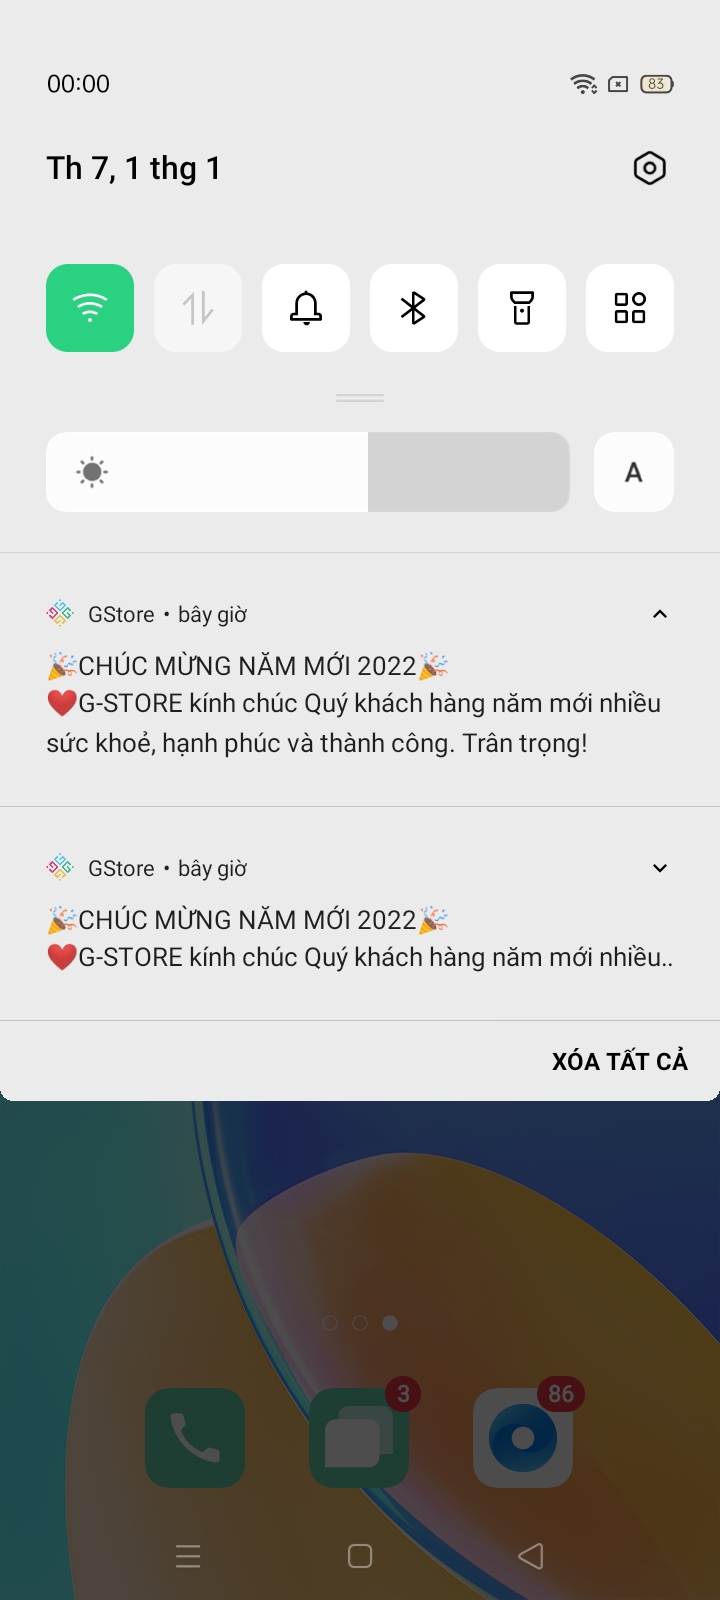 00:00
83
Th 7, 1 thg 1
A
GStore • bây giờ
🎉CHÚC MỪNG NĂM MỚI 2022🎉
❤️G-STORE kính chúc Quý khách hàng năm mới nhiều
sức khoẻ, hạnh phúc và thành công. Trân trọng!
GStore • bây giờ
🎉CHÚC MỪNG NĂM MỚI 2022🎉
❤️G-STORE kính chúc Quý khách hàng năm mới nhiều..
XÓA TẤT CẢ
3
86